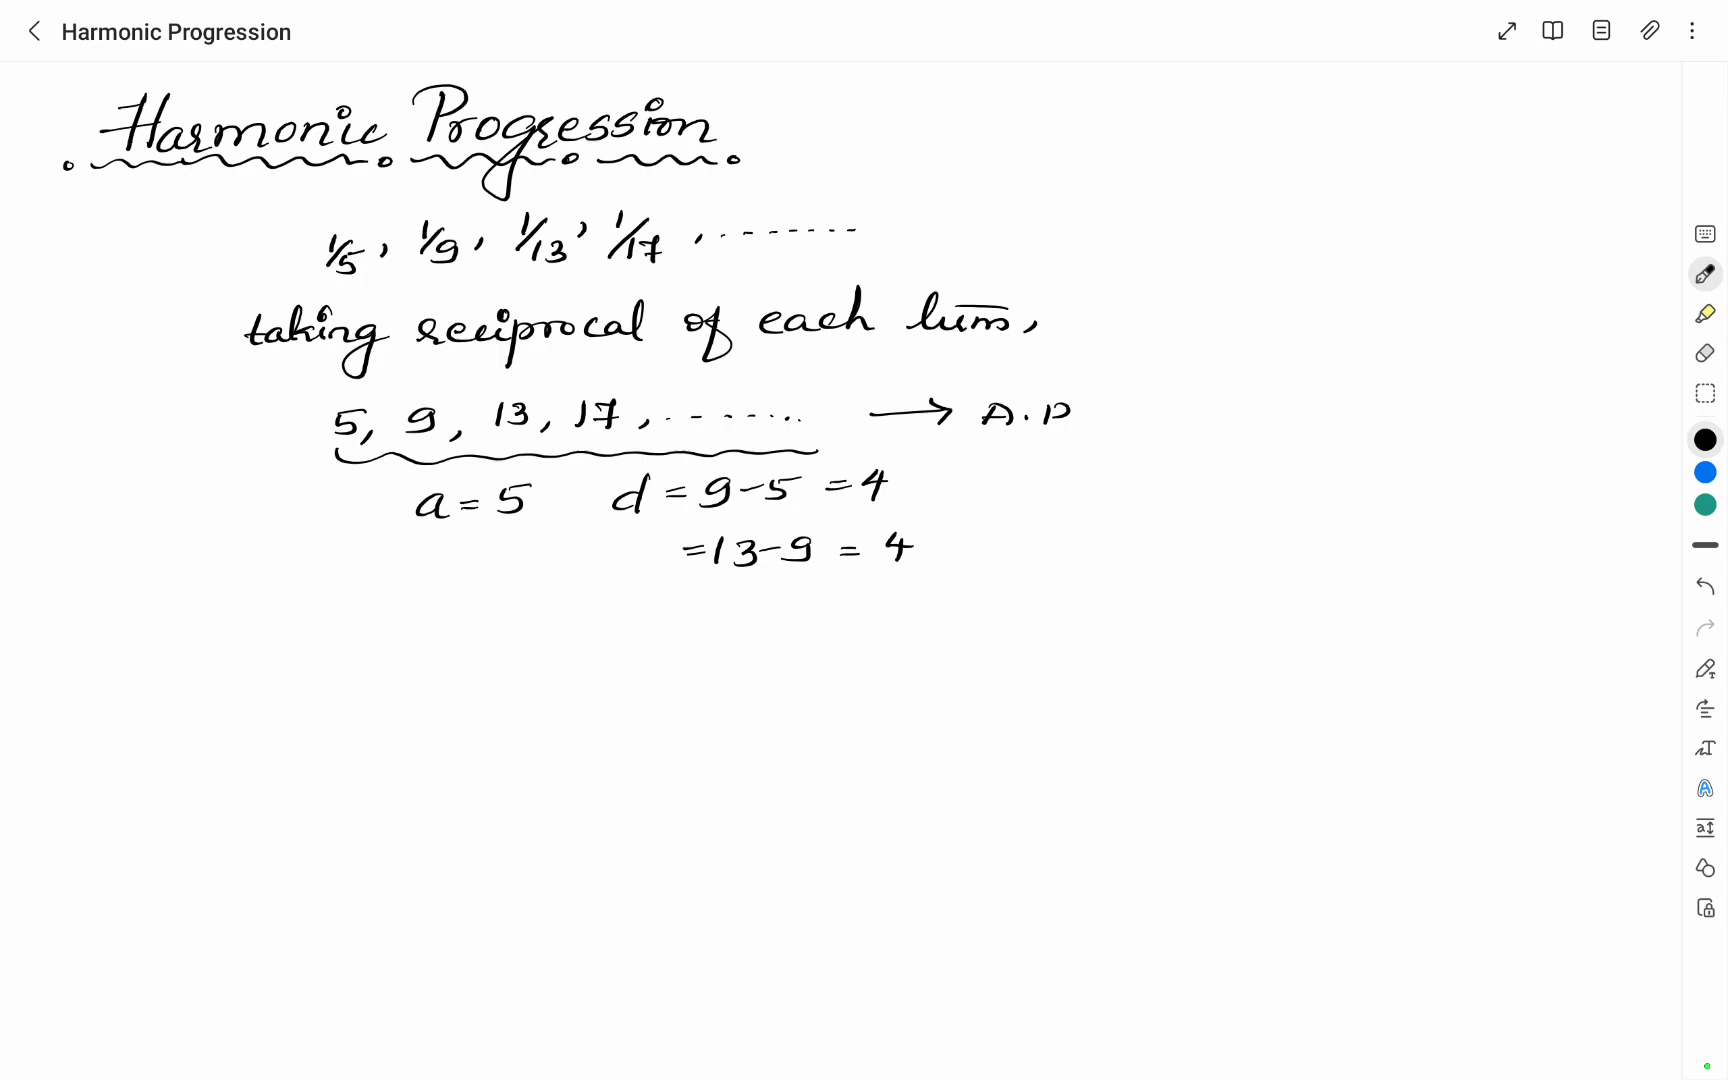 Harmonic Progression
Harmonic Progression
1/5, 1/9, 1/13, 1/17, ........
taking reciprocal of each term,
5, 9, 13, 17, ........ → A.P
a = 5 d = 9-5 = 4
= 13-9 = 4